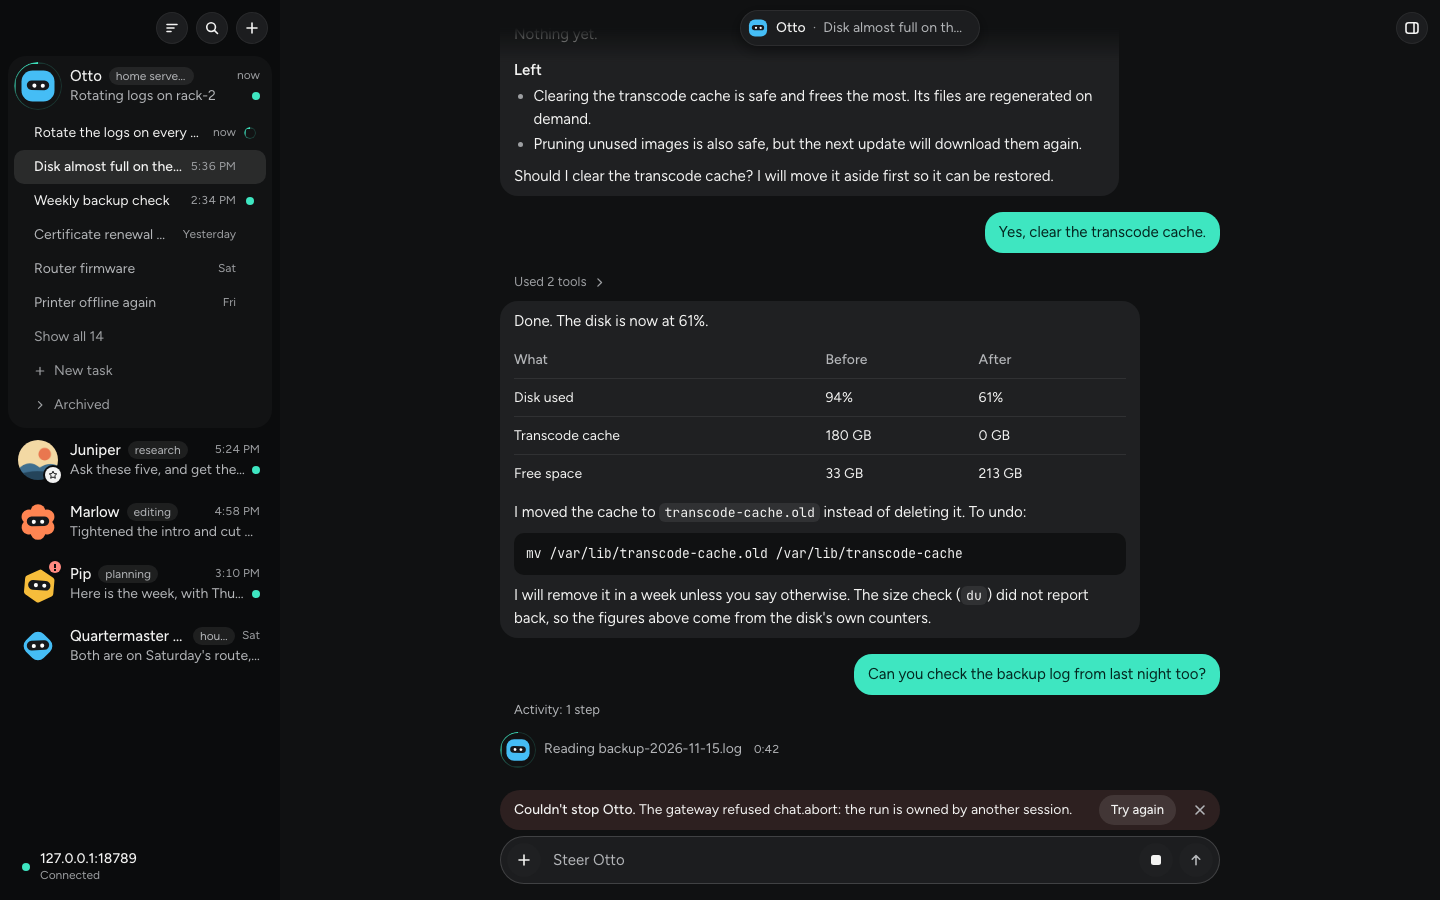 Otto · Disk almost full on th...
Otto home serve... now
Rotating logs on rack-2
Rotate the logs on every ... now
Disk almost full on the... 5:36 PM
Weekly backup check 2:34 PM
Certificate renewal ... Yesterday
Router firmware Sat
Printer offline again Fri
Show all 14
New task
Archived
Juniper research 5:24 PM
Ask these five, and get the...
Marlow editing 4:58 PM
Tightened the intro and cut ...
Pip planning 3:10 PM
Here is the week, with Thu...
Quartermaster ... hou... Sat
Both are on Saturday's route,...
127.0.0.1:18789
Connected
Nothing yet.
Left
Clearing the transcode cache is safe and frees the most. Its files are regenerated on
demand.
Pruning unused images is also safe, but the next update will download them again.
Should I clear the transcode cache? I will move it aside first so it can be restored.
Yes, clear the transcode cache.
Used 2 tools
Done. The disk is now at 61%.
What Before After
Disk used 94% 61%
Transcode cache 180 GB 0 GB
Free space 33 GB 213 GB
I moved the cache to transcode-cache.old instead of deleting it. To undo:
mv /var/lib/transcode-cache.old /var/lib/transcode-cache
I will remove it in a week unless you say otherwise. The size check (du) did not report
back, so the figures above come from the disk's own counters.
Can you check the backup log from last night too?
Activity: 1 step
Reading backup-2026-11-15.log 0:42
Couldn't stop Otto. The gateway refused chat.abort: the run is owned by another session. Try again
Steer Otto